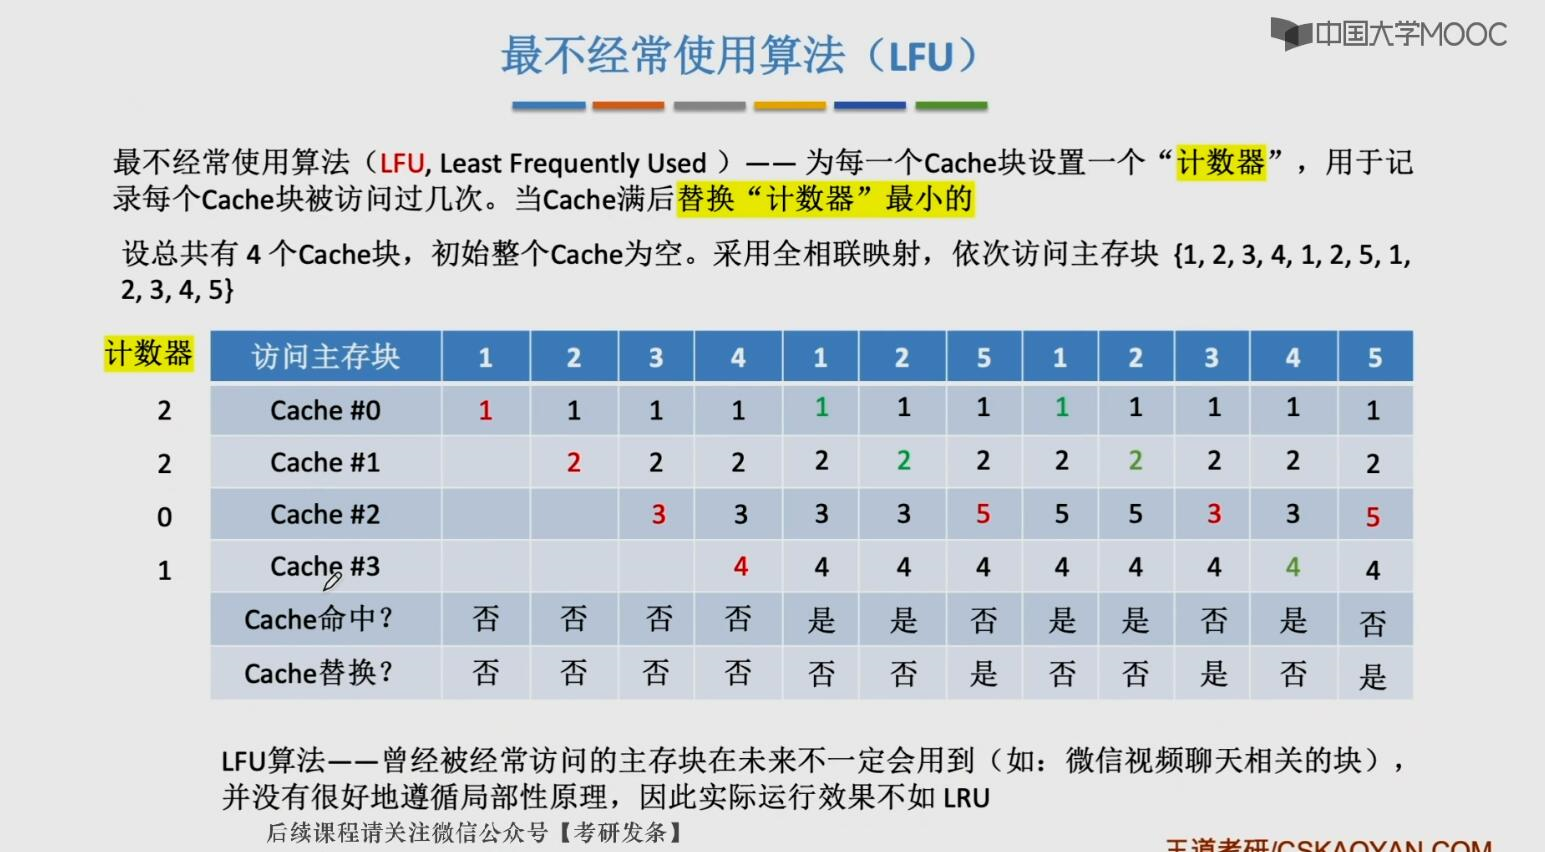 中国大学MOOC
最不经常使用算法（LFU）
最不经常使用算法（LFU, Least Frequently Used ）—— 为每一个Cache块设置一个“计数器”，用于记
录每个Cache块被访问过几次。当Cache满后替换“计数器”最小的
设总共有 4 个Cache块，初始整个Cache为空。采用全相联映射，依次访问主存块 {1, 2, 3, 4, 1, 2, 5, 1,
2, 3, 4, 5}
计数器 访问主存块 1 2 3 4 1 2 5 1 2 3 4 5
2 Cache #0 1 1 1 1 1 1 1 1 1 1 1 1
2 Cache #1 2 2 2 2 2 2 2 2 2 2 2
0 Cache #2 3 3 3 3 5 5 5 3 3 5
1 Cache #3 4 4 4 4 4 4 4 4 4
Cache命中？ 否 否 否 否 是 是 否 是 是 否 是 否
Cache替换？ 否 否 否 否 否 否 是 否 否 是 否 是
LFU算法——曾经被经常访问的主存块在未来不一定会用到（如：微信视频聊天相关的块），
并没有很好地遵循局部性原理，因此实际运行效果不如 LRU
后续课程请关注微信公众号【考研发条】
王道考研/CSKAOYAN.COM